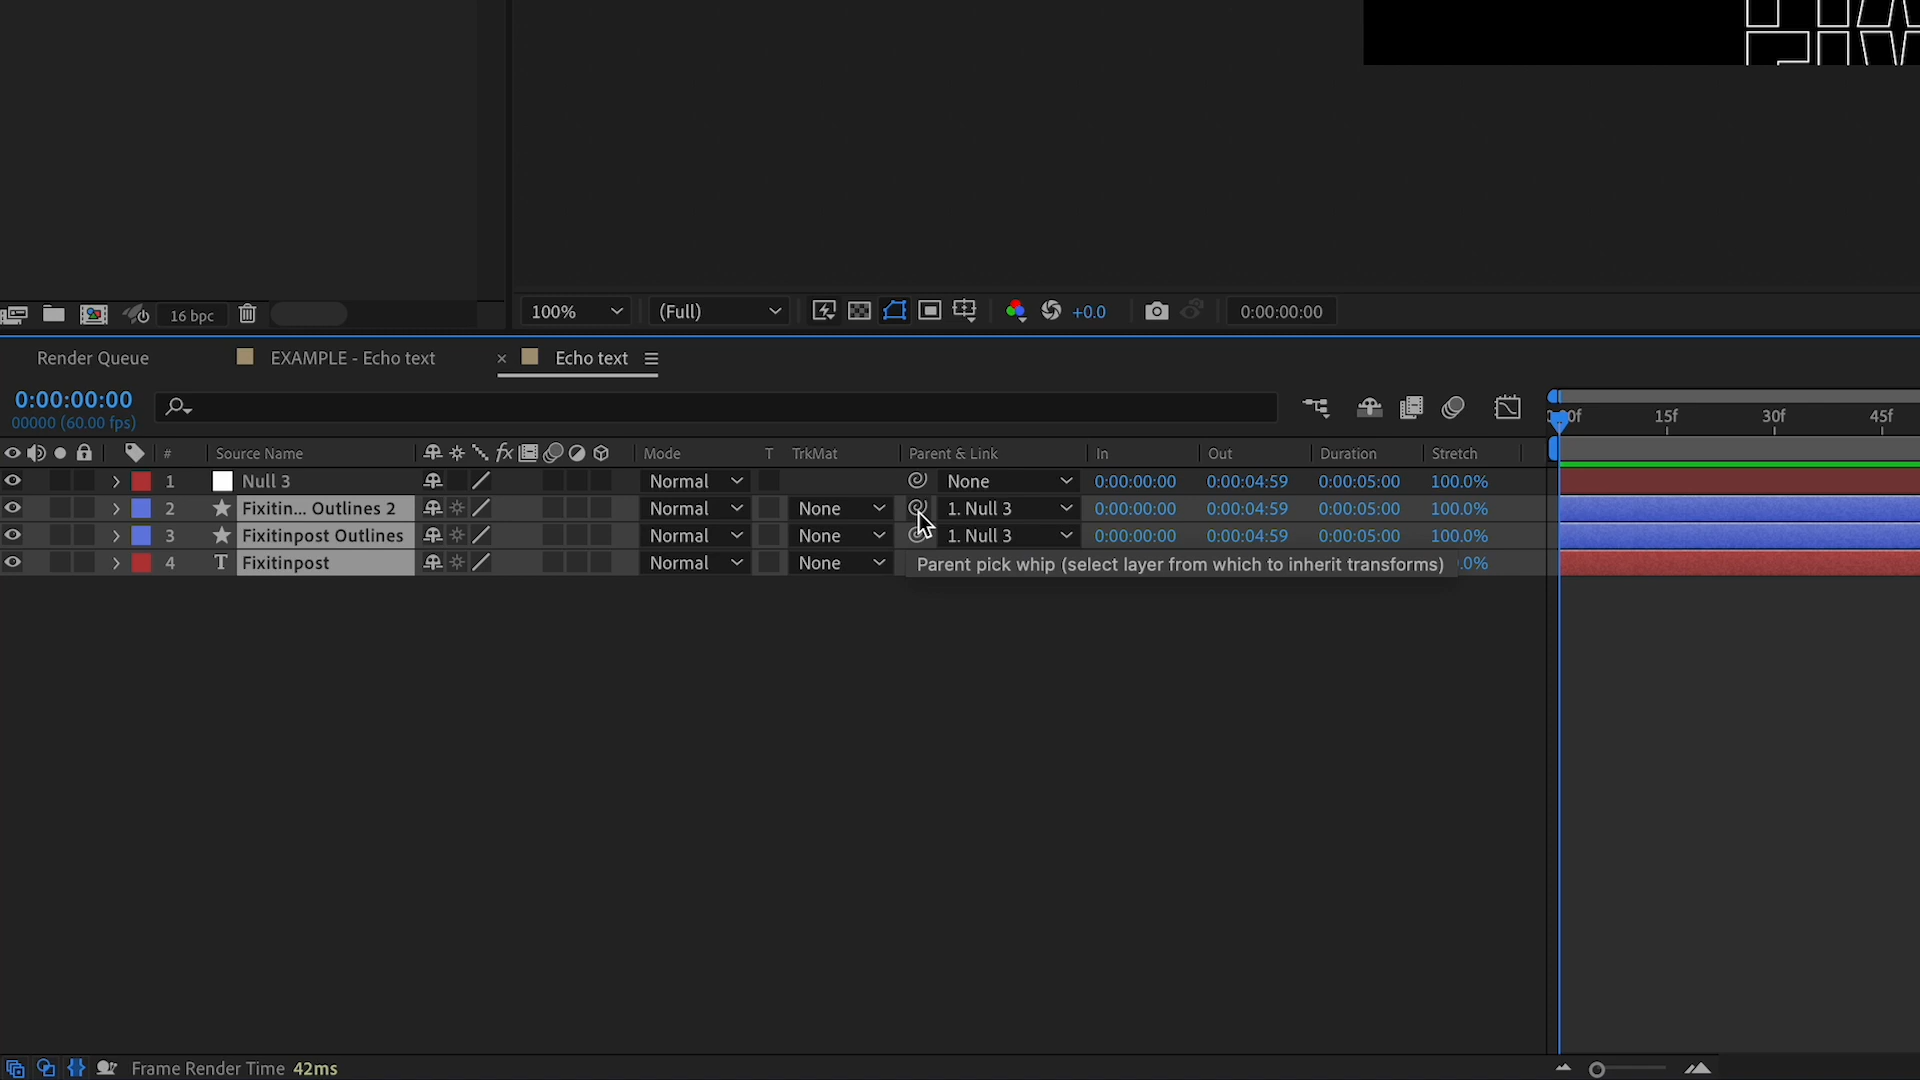 16 bpc
100%
(Full)
+0.0
0:00:00:00
Render Queue
EXAMPLE - Echo text
× Echo text
0:00:00:00
00000 (60.00 fps)
15f 30f 45f
# Source Name Mode T TrkMat Parent & Link In Out Duration Stretch
1 Null 3 Normal None 0:00:00:00 0:00:04:59 0:00:05:00 100.0%
2 Fixitin... Outlines 2 Normal None 1. Null 3 0:00:00:00 0:00:04:59 0:00:05:00 100.0%
3 Fixitinpost Outlines Normal None 1. Null 3 0:00:00:00 0:00:04:59 0:00:05:00 100.0%
4 T Fixitinpost Normal None .0%
Parent pick whip (select layer from which to inherit transforms)
Frame Render Time 42ms